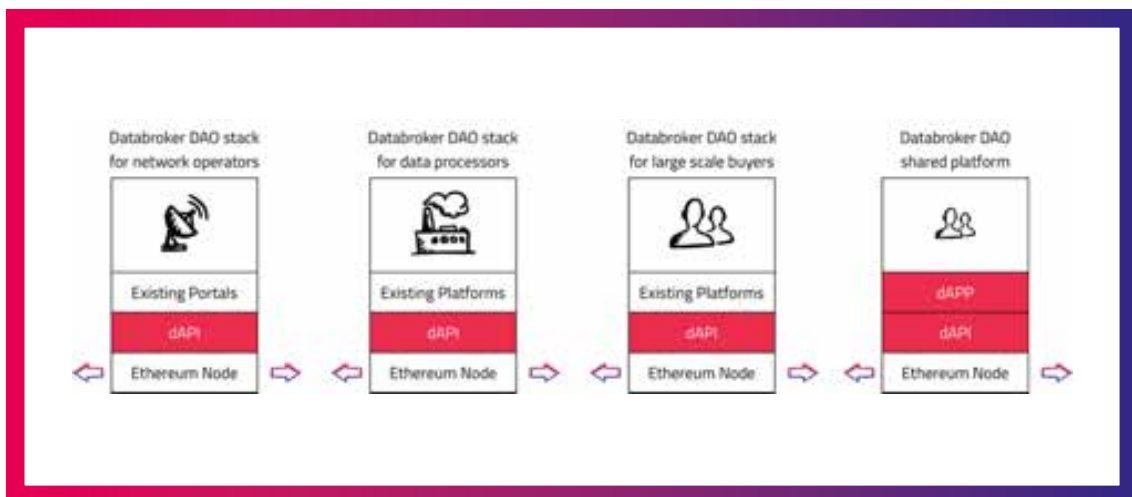 Databroker DAO stack
for network operators
Existing Portals
dAPI
Ethereum Node
Databroker DAO stack
for data processors
Existing Platforms
dAPI
Ethereum Node
Databroker DAO stack
for large scale buyers
Existing Platforms
dAPI
Ethereum Node
Databroker DAO
shared platform
dAPP
dAPI
Ethereum Node